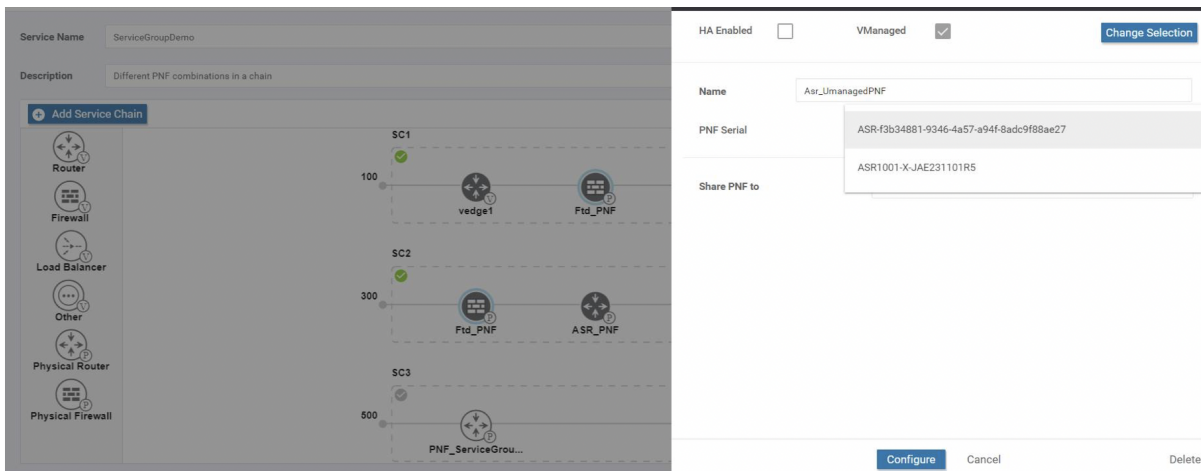 Service Name
ServiceGroupDemo
Description
Different PNF combinations in a chain
Add Service Chain
Router
V
Firewall
V
Load Balancer
V
Other
V
Physical Router
P
Physical Firewall
P
SC1
100
vedge1
P
Ftd_PNF
P
SC2
300
Ftd_PNF
P
ASR_PNF
P
SC3
500
PNF_ServiceGrou...
P
HA Enabled
VManaged
Change Selection
Name
Asr_UmanagedPNF
PNF Serial
ASR-f3b34881-9346-4a57-a94f-8adc9f88ae27
ASR1001-X-JAE231101R5
Share PNF to
Configure
Cancel
Delete